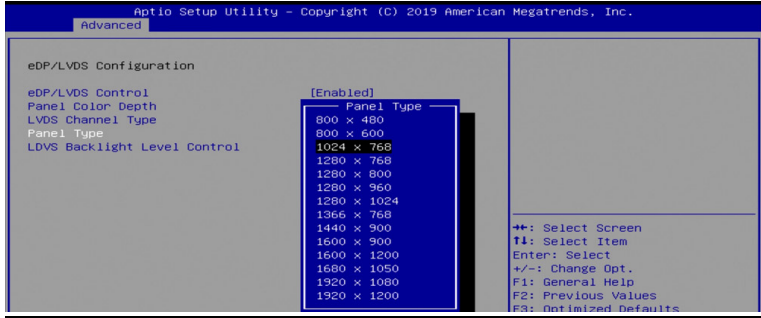 Aptio Setup Utility – Copyright (C) 2019 American Megatrends, Inc.
Advanced
eDP/LVDS Configuration
eDP/LVDS Control [Enabled]
Panel Color Depth
LVDS Channel Type
Panel Type
LDVS Backlight Level Control
Panel Type
800 x 480
800 x 600
1024 x 768
1280 x 768
1280 x 800
1280 x 960
1280 x 1024
1366 x 768
1440 x 900
1600 x 900
1600 x 1200
1680 x 1050
1920 x 1080
1920 x 1200
→←: Select Screen
↑↓: Select Item
Enter: Select
+/-: Change Opt.
F1: General Help
F2: Previous Values
F3: Optimized Defaults